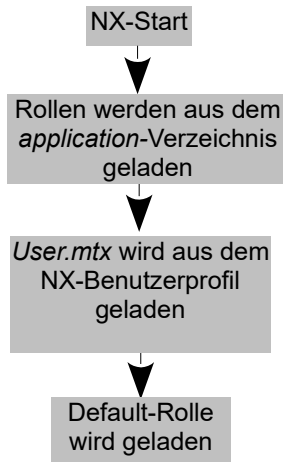 NX-Start
Rollen werden aus dem
application-Verzeichnis
geladen
User.mtx wird aus dem
NX-Benutzerprofil
geladen
Default-Rolle
wird geladen